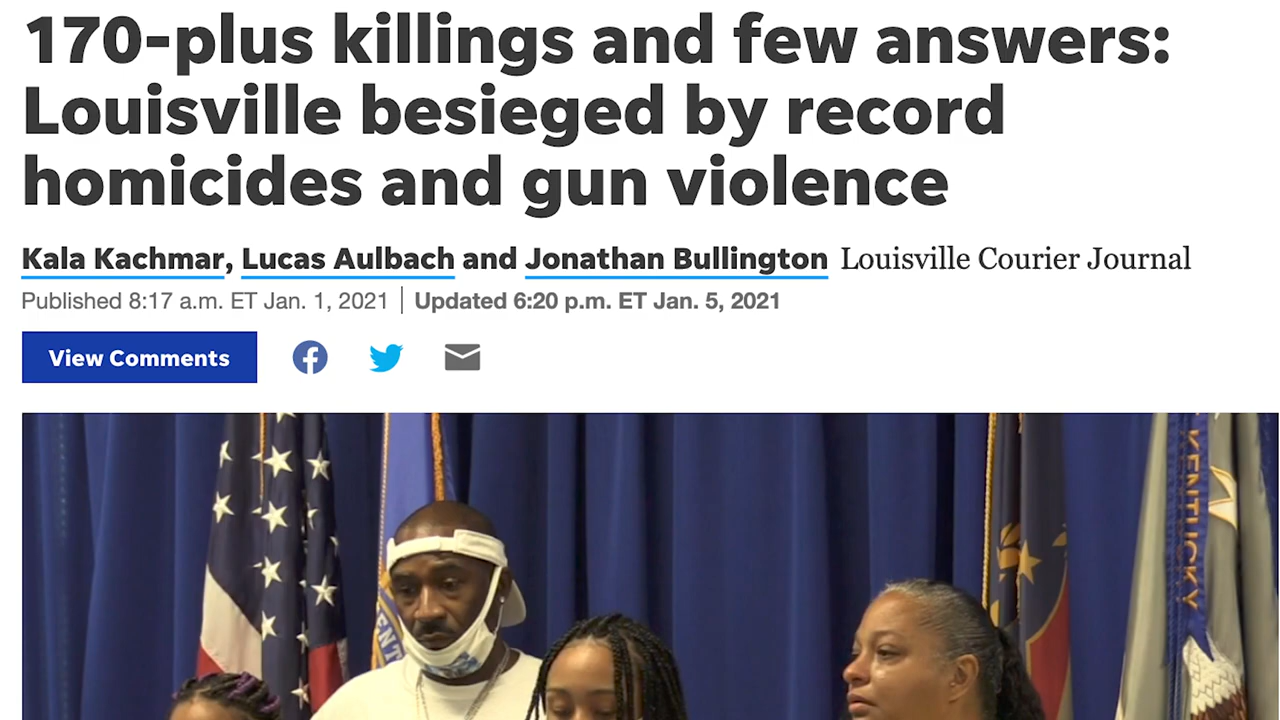 170-plus killings and few answers:
Louisville besieged by record
homicides and gun violence
Kala Kachmar, Lucas Aulbach and Jonathan Bullington Louisville Courier Journal
Published 8:17 a.m. ET Jan. 1, 2021 | Updated 6:20 p.m. ET Jan. 5, 2021
View Comments
KENTUCKY